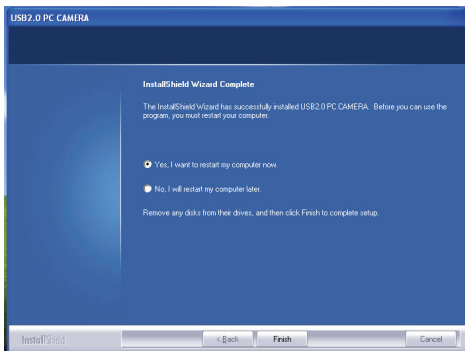 USB2.0 PC CAMERA
InstallShield Wizard Complete
The InstallShield Wizard has successfully installed USB2.0 PC CAMERA. Before you can use the
program, you must restart your computer.
Yes, I want to restart my computer now.
No, I will restart my computer later.
Remove any disks from their drives, and then click Finish to complete setup.
InstallShield
< Back Finish Cancel